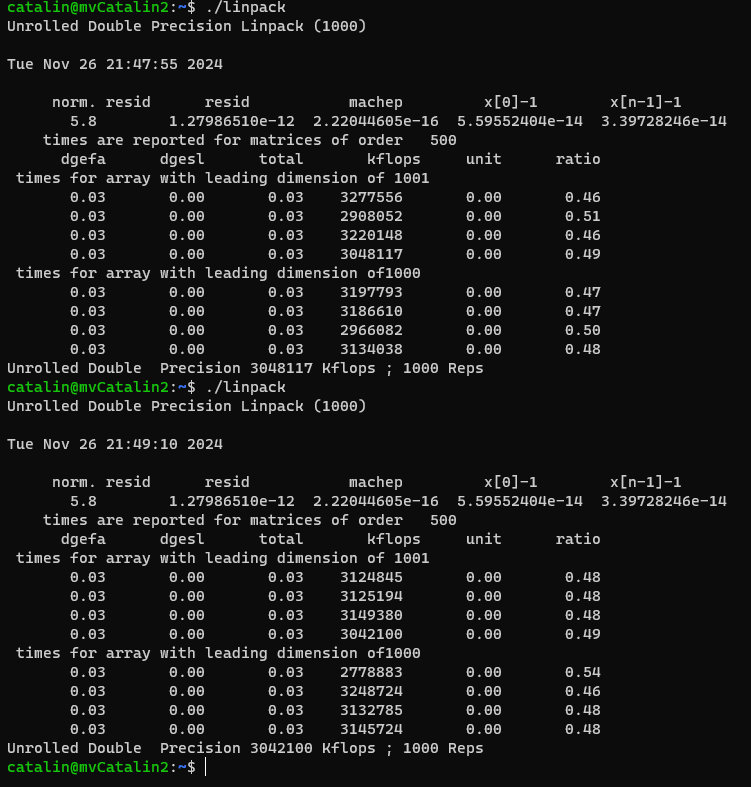 catalin@mvCatalin2:~$ ./linpack
Unrolled Double Precision Linpack (1000)

Tue Nov 26 21:47:55 2024

     norm. resid      resid           machep         x[0]-1        x[n-1]-1
       5.8        1.27986510e-12  2.22044605e-16  5.59552404e-14  3.39728246e-14
    times are reported for matrices of order   500
      dgefa      dgesl      total       kflops     unit      ratio
 times for array with leading dimension of 1001
       0.03       0.00       0.03    3277556       0.00       0.46
       0.03       0.00       0.03    2908052       0.00       0.51
       0.03       0.00       0.03    3220148       0.00       0.46
       0.03       0.00       0.03    3048117       0.00       0.49
 times for array with leading dimension of1000
       0.03       0.00       0.03    3197793       0.00       0.47
       0.03       0.00       0.03    3186610       0.00       0.47
       0.03       0.00       0.03    2966082       0.00       0.50
       0.03       0.00       0.03    3134038       0.00       0.48
Unrolled Double  Precision 3048117 Kflops ; 1000 Reps
catalin@mvCatalin2:~$ ./linpack
Unrolled Double Precision Linpack (1000)

Tue Nov 26 21:49:10 2024

     norm. resid      resid           machep         x[0]-1        x[n-1]-1
       5.8        1.27986510e-12  2.22044605e-16  5.59552404e-14  3.39728246e-14
    times are reported for matrices of order   500
      dgefa      dgesl      total       kflops     unit      ratio
 times for array with leading dimension of 1001
       0.03       0.00       0.03    3124845       0.00       0.48
       0.03       0.00       0.03    3125194       0.00       0.48
       0.03       0.00       0.03    3149380       0.00       0.48
       0.03       0.00       0.03    3042100       0.00       0.49
 times for array with leading dimension of1000
       0.03       0.00       0.03    2778883       0.00       0.54
       0.03       0.00       0.03    3248724       0.00       0.46
       0.03       0.00       0.03    3132785       0.00       0.48
       0.03       0.00       0.03    3145724       0.00       0.48
Unrolled Double  Precision 3042100 Kflops ; 1000 Reps
catalin@mvCatalin2:~$